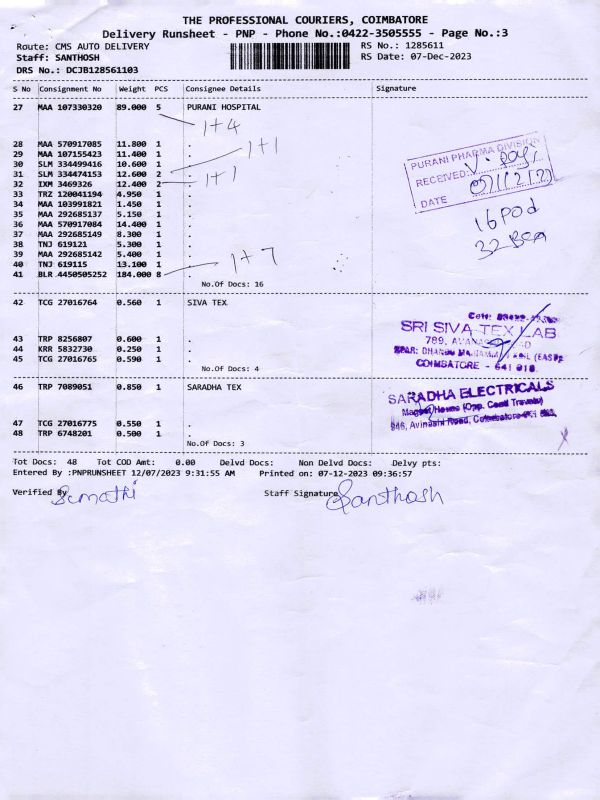 THE PROFESSIONAL COURIERS, COIMBATORE
Delivery Runsheet - PNP - Phone No.:0422-3505555 - Page No.:3
Route: CMS AUTO DELIVERY RS No.: 1285611
Staff: SANTHOSH RS Date: 07-Dec-2023
DRS No.: DCJB128561103
S No Consignment No Weight PCS Consignee Details Signature
27 MAA 107330320 89.000 5 PURANI HOSPITAL
1+4
28 MAA 570917085 11.800 1 .
29 MAA 107155423 11.400 1 .
30 SLM 334499416 10.600 1 .
31 SLM 334474153 12.600 2 . 1+1
32 IXM 3469326 12.400 2 . 1+1
33 TRZ 120041194 4.950 1 .
34 MAA 103991821 1.450 1 .
35 MAA 292685137 5.150 1 .
36 MAA 570917084 14.400 1 .
37 MAA 292685149 8.300 1 .
38 TNJ 619121 5.300 1 .
39 MAA 292685142 5.400 1 .
40 TNJ 619115 13.100 1 .
41 BLR 4450505252 184.000 8 . 1+7
No.Of Docs: 16
PURANI PHARMA DIVISION
RECEIVED:
DATE
16 Pod
32 Box
42 TCG 27016764 0.560 1 SIVA TEX
43 TRP 8256807 0.600 1 .
44 KRR 5832730 0.250 1 .
45 TCG 27016765 0.590 1 .
No.Of Docs: 4
SRI SIVA TEX LAB
COIMBATORE - 641 018.
46 TRP 7089051 0.850 1 SARADHA TEX
47 TCG 27016775 0.550 1 .
48 TRP 6748201 0.500 1 .
No.Of Docs: 3
SARADHA ELECTRICALS
946, Avinashi Road, Coimbatore
Tot Docs: 48 Tot COD Amt: 0.00 Delvd Docs: Non Delvd Docs: Delvy pts:
Entered By :PNPRUNSHEET 12/07/2023 9:31:55 AM Printed on: 07-12-2023 09:36:57
Verified By Staff Signature Santhosh